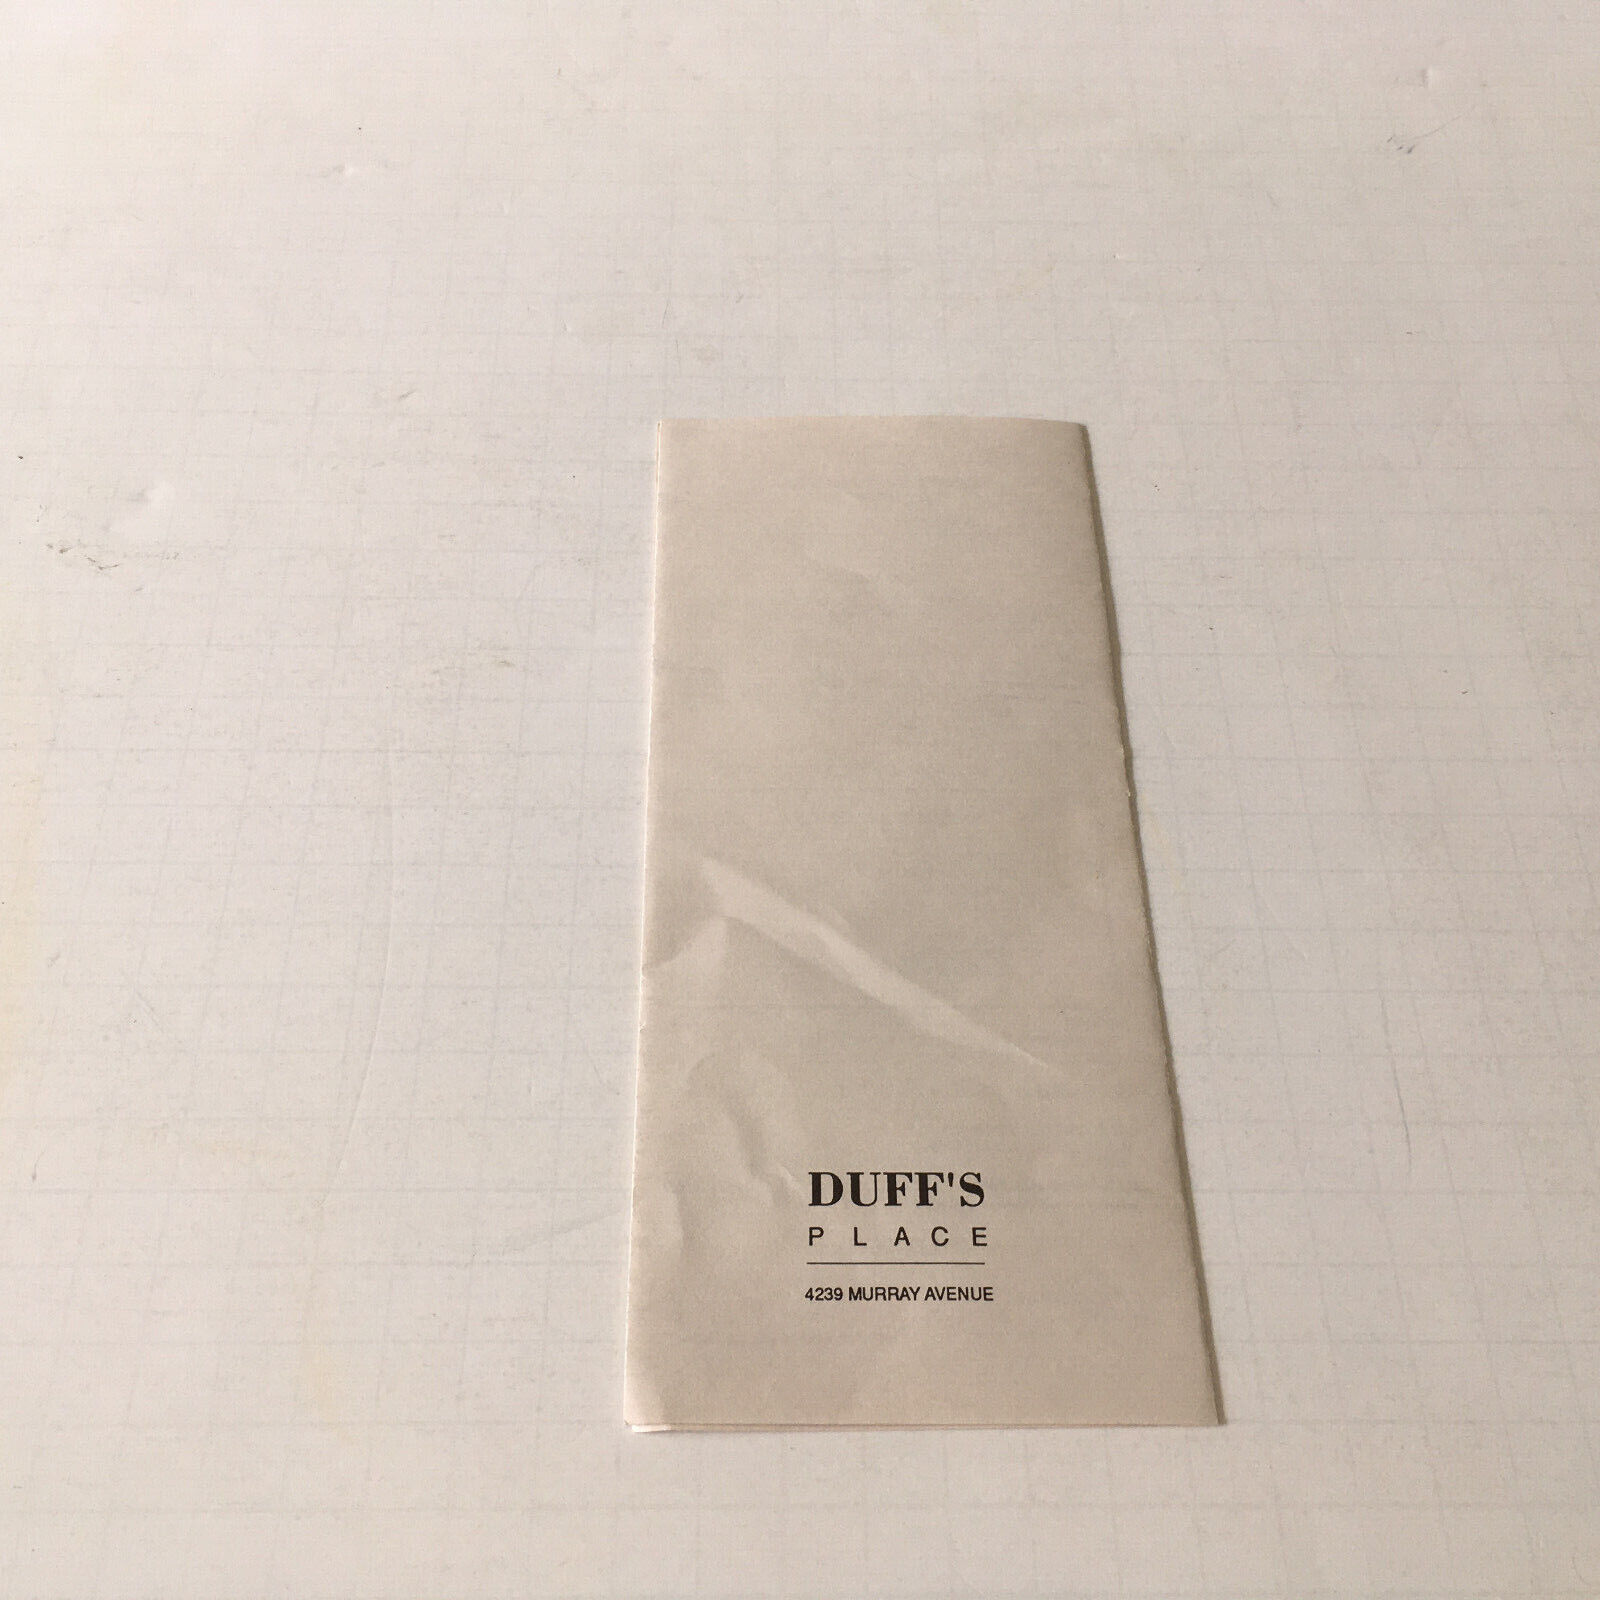 DUFF'S
PLACE
4239 MURRAY AVENUE